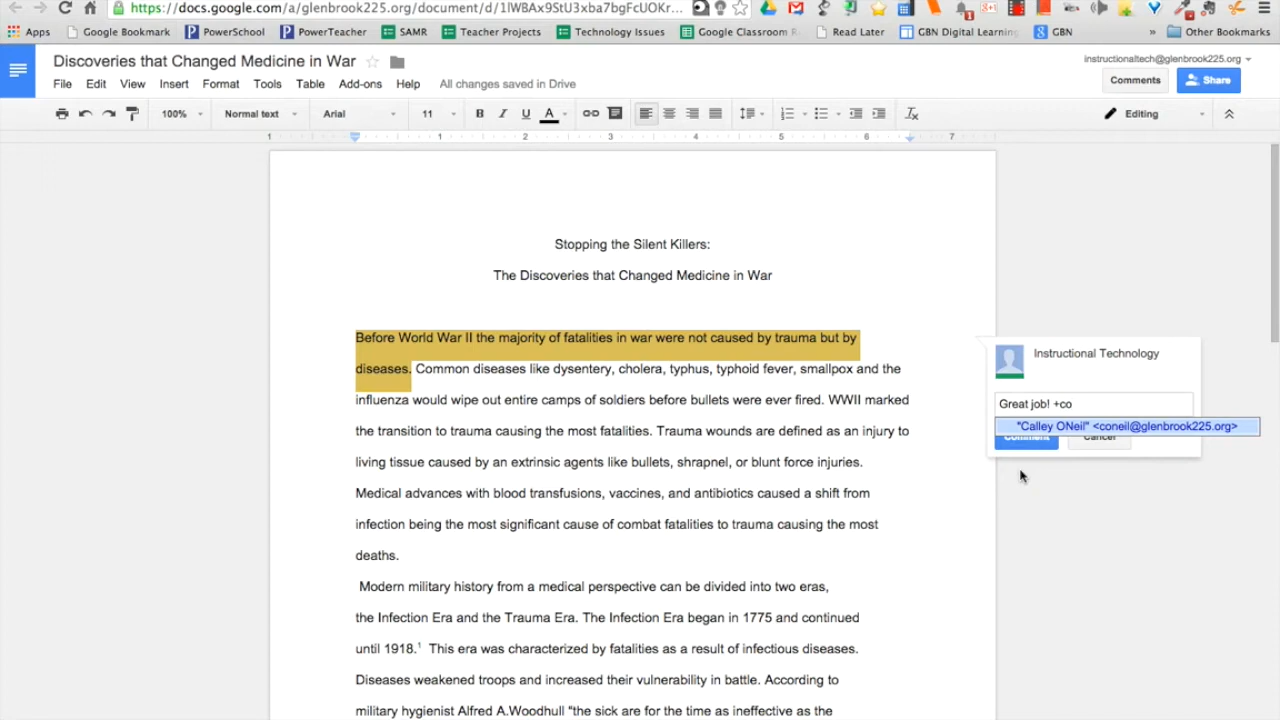 https://docs.google.com/a/glenbrook225.org/document/d/1lWBAx9StU3xba7bgFcUOKr...
Apps Google Bookmark PowerSchool PowerTeacher SAMR Teacher Projects Technology Issues Google Classroom R Read Later GBN Digital Learning GBN » Other Bookmarks
Discoveries that Changed Medicine in War
instructionaltech@glenbrook225.org
File Edit View Insert Format Tools Table Add-ons Help All changes saved in Drive
Comments Share
100% Normal text Arial 11 B I U A Editing
1 1 2 3 4 5 6 7
Stopping the Silent Killers:
The Discoveries that Changed Medicine in War
Before World War II the majority of fatalities in war were not caused by trauma but by
diseases. Common diseases like dysentery, cholera, typhus, typhoid fever, smallpox and the
influenza would wipe out entire camps of soldiers before bullets were ever fired. WWII marked
the transition to trauma causing the most fatalities. Trauma wounds are defined as an injury to
living tissue caused by an extrinsic agents like bullets, shrapnel, or blunt force injuries.
Medical advances with blood transfusions, vaccines, and antibiotics caused a shift from
infection being the most significant cause of combat fatalities to trauma causing the most
deaths.
Modern military history from a medical perspective can be divided into two eras,
the Infection Era and the Trauma Era. The Infection Era began in 1775 and continued
until 1918.¹ This era was characterized by fatalities as a result of infectious diseases.
Diseases weakened troops and increased their vulnerability in battle. According to
military hygienist Alfred A.Woodhull “the sick are for the time as ineffective as the
Instructional Technology
Great job! +co
"Calley ONeil" <coneil@glenbrook225.org>
Comment Cancel